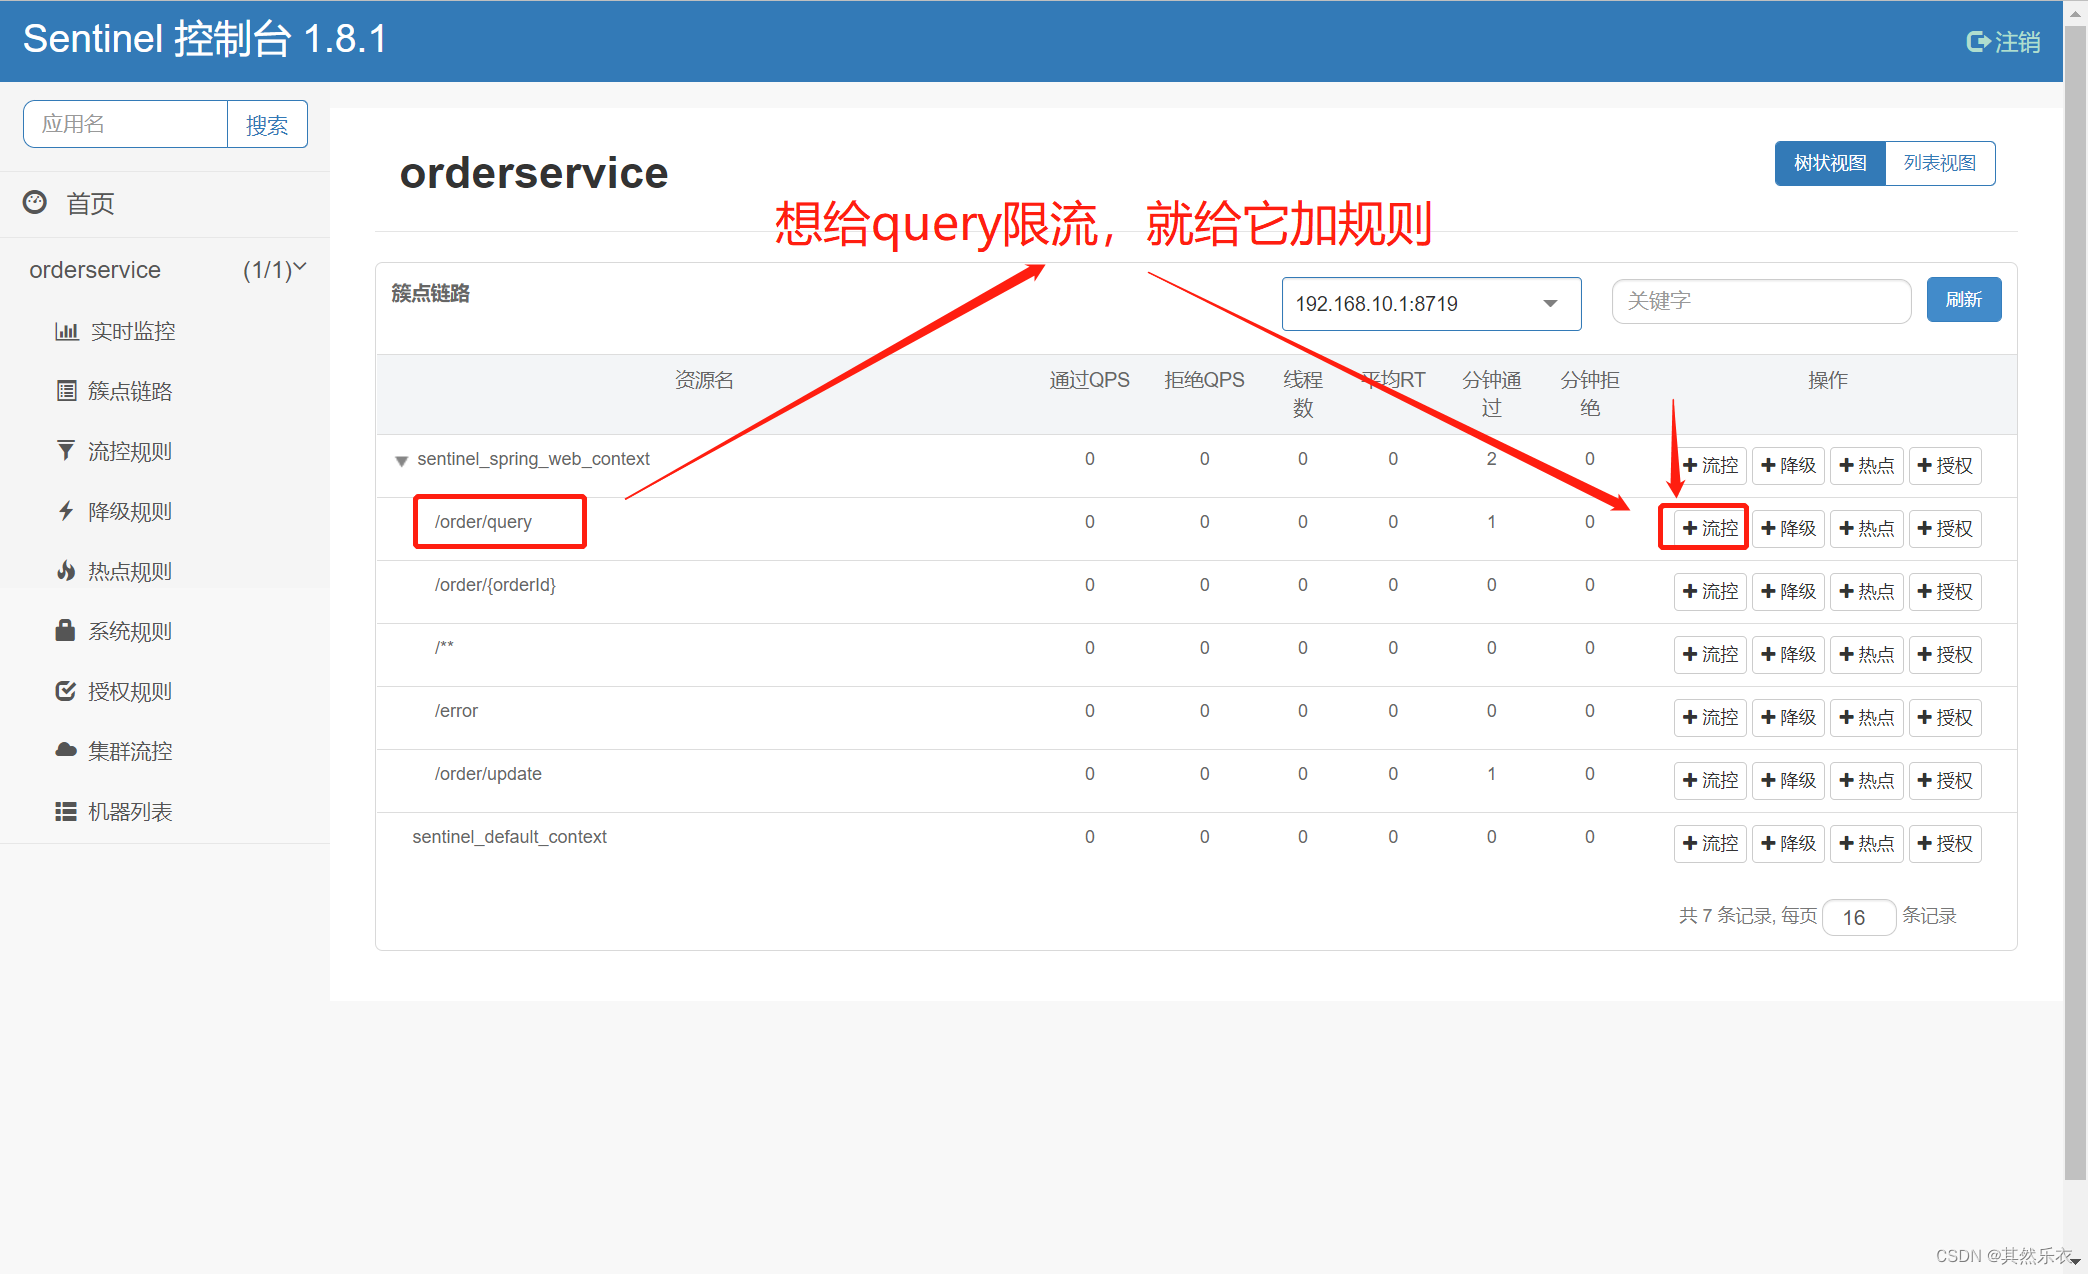 Sentinel 控制台 1.8.1
注销
应用名 搜索
首页
orderservice (1/1)
实时监控
簇点链路
流控规则
降级规则
热点规则
系统规则
授权规则
集群流控
机器列表
orderservice
树状视图 列表视图
想给query限流，就给它加规则
簇点链路 192.168.10.1:8719 关键字 刷新
资源名 通过QPS 拒绝QPS 线程数 平均RT 分钟通过 分钟拒绝 操作
sentinel_spring_web_context 0 0 0 0 2 0 流控 降级 热点 授权
/order/query 0 0 0 0 1 0 流控 降级 热点 授权
/order/{orderId} 0 0 0 0 0 0 流控 降级 热点 授权
/** 0 0 0 0 0 0 流控 降级 热点 授权
/error 0 0 0 0 0 0 流控 降级 热点 授权
/order/update 0 0 0 0 1 0 流控 降级 热点 授权
sentinel_default_context 0 0 0 0 0 0 流控 降级 热点 授权
共 7 条记录, 每页 16 条记录
CSDN @其然乐衣